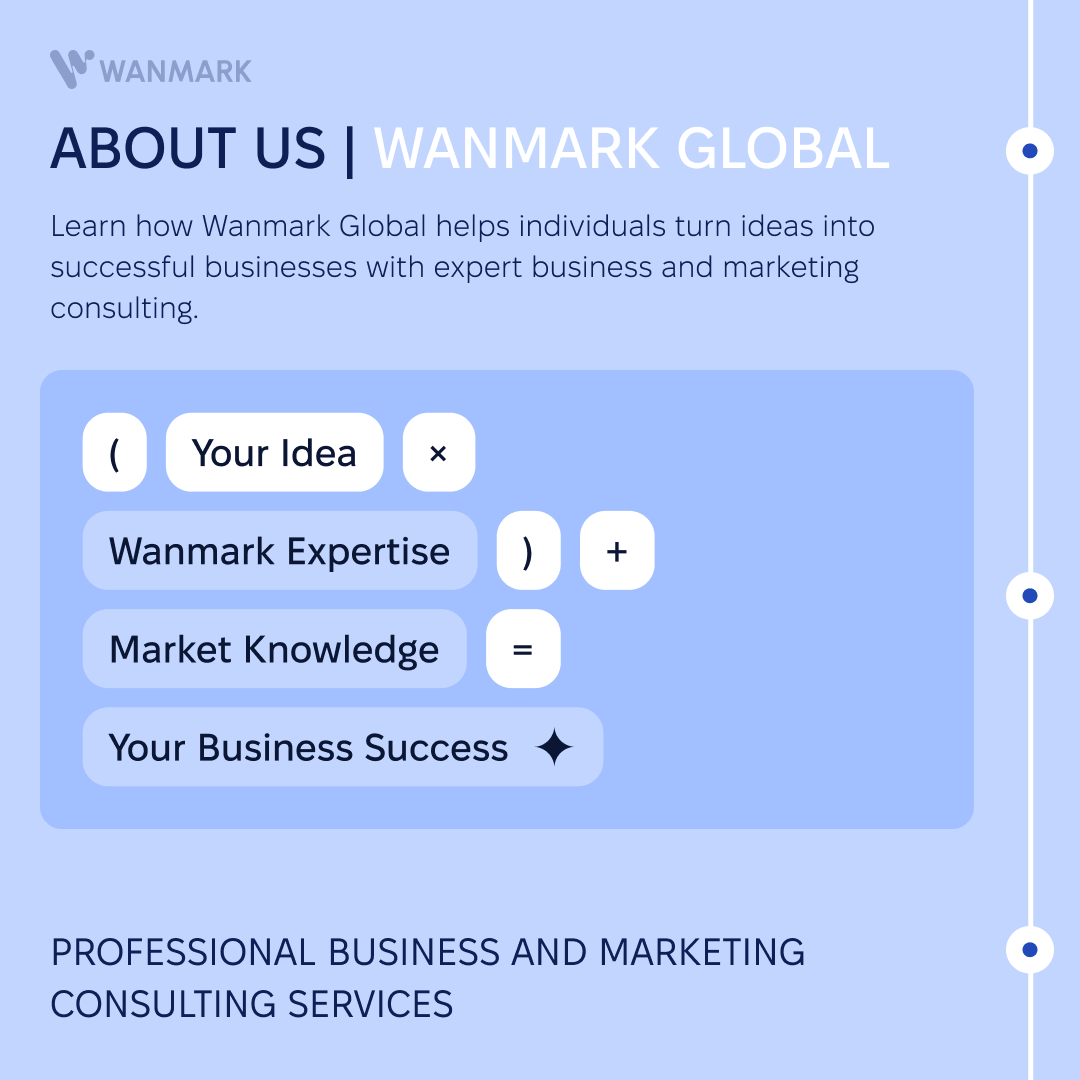 WANMARK
ABOUT US | WANMARK GLOBAL
Learn how Wanmark Global helps individuals turn ideas into
successful businesses with expert business and marketing
consulting.
( Your Idea ×
Wanmark Expertise ) +
Market Knowledge =
Your Business Success
PROFESSIONAL BUSINESS AND MARKETING
CONSULTING SERVICES